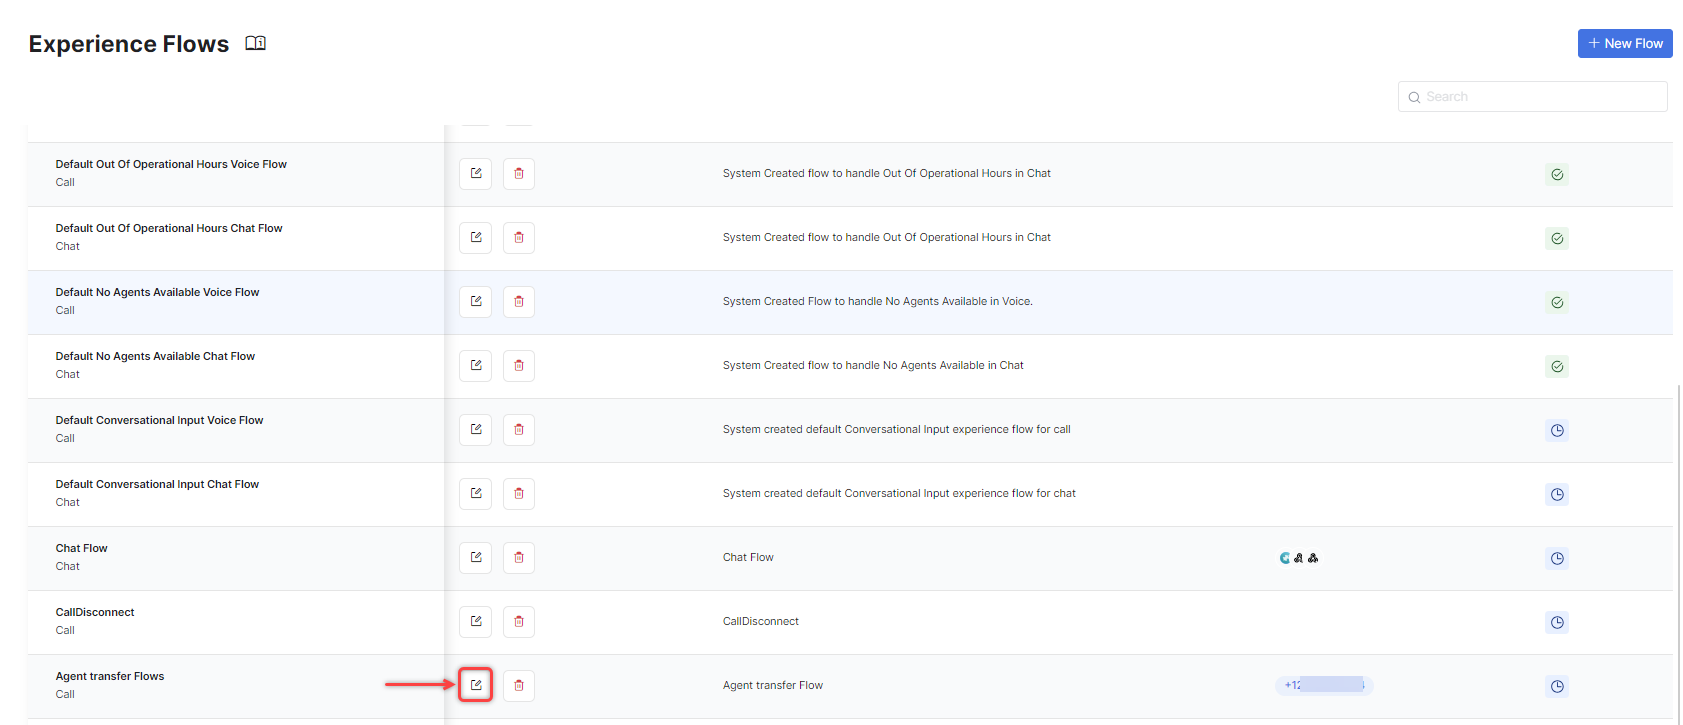 Experience Flows
+ New Flow
Search
Default Out Of Operational Hours Voice Flow
Call
System Created flow to handle Out Of Operational Hours in Chat
Default Out Of Operational Hours Chat Flow
Chat
System Created flow to handle Out Of Operational Hours in Chat
Default No Agents Available Voice Flow
Call
System Created Flow to handle No Agents Available in Voice.
Default No Agents Available Chat Flow
Chat
System Created flow to handle No Agents Available in Chat
Default Conversational Input Voice Flow
Call
System created default Conversational Input experience flow for call
Default Conversational Input Chat Flow
Chat
System created default Conversational Input experience flow for chat
Chat Flow
Chat
Chat Flow
CallDisconnect
Call
CallDisconnect
Agent transfer Flows
Call
Agent transfer Flow